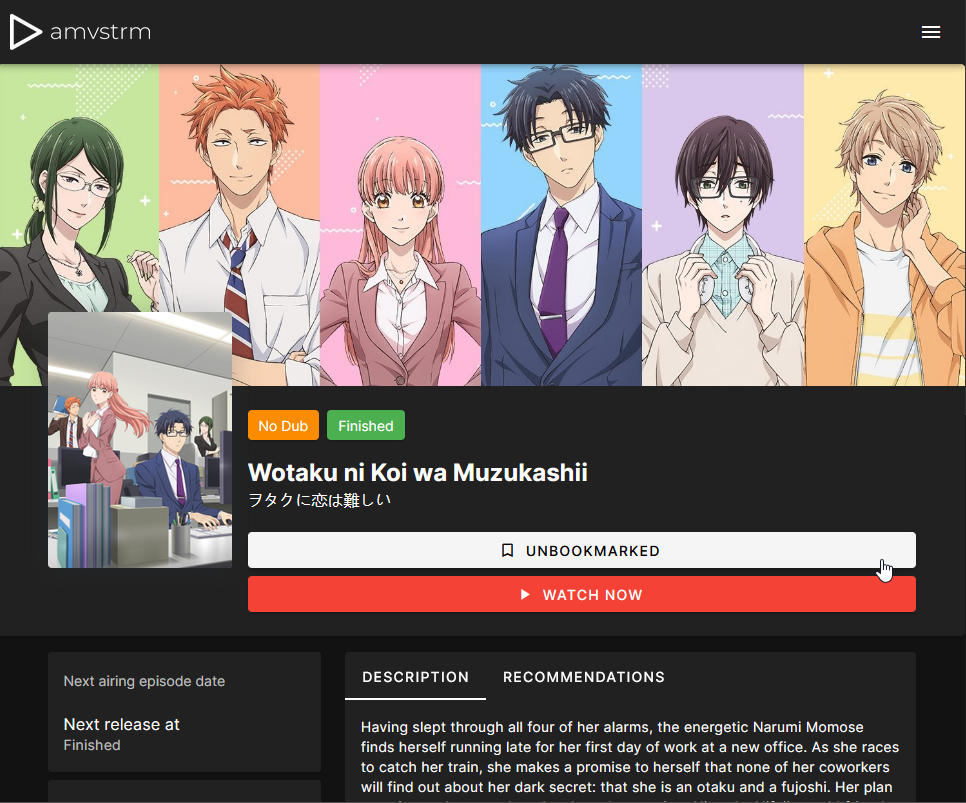 amvstrm
No Dub
Finished
Wotaku ni Koi wa Muzukashii
ヲタクに恋は難しい
UNBOOKMARKED
WATCH NOW
Next airing episode date
Next release at
Finished
DESCRIPTION
RECOMMENDATIONS
Having slept through all four of her alarms, the energetic Narumi Momose
finds herself running late for her first day of work at a new office. As she races
to catch her train, she makes a promise to herself that none of her coworkers
will find out about her dark secret: that she is an otaku and a fujoshi. Her plan